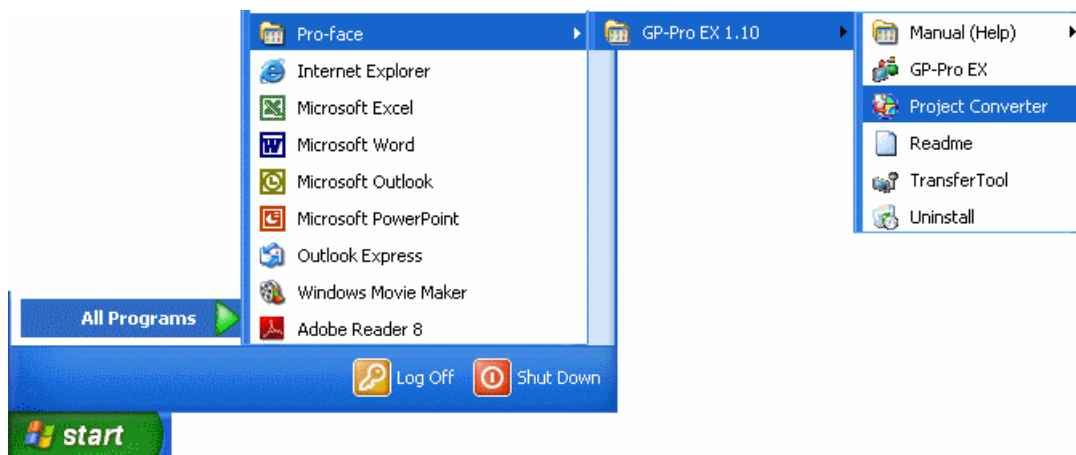 Pro-face
Internet Explorer
Microsoft Excel
Microsoft Word
Microsoft Outlook
Microsoft PowerPoint
Outlook Express
Windows Movie Maker
Adobe Reader 8
GP-Pro EX 1.10
Manual (Help)
GP-Pro EX
Project Converter
Readme
TransferTool
Uninstall
All Programs
Log Off
Shut Down
start